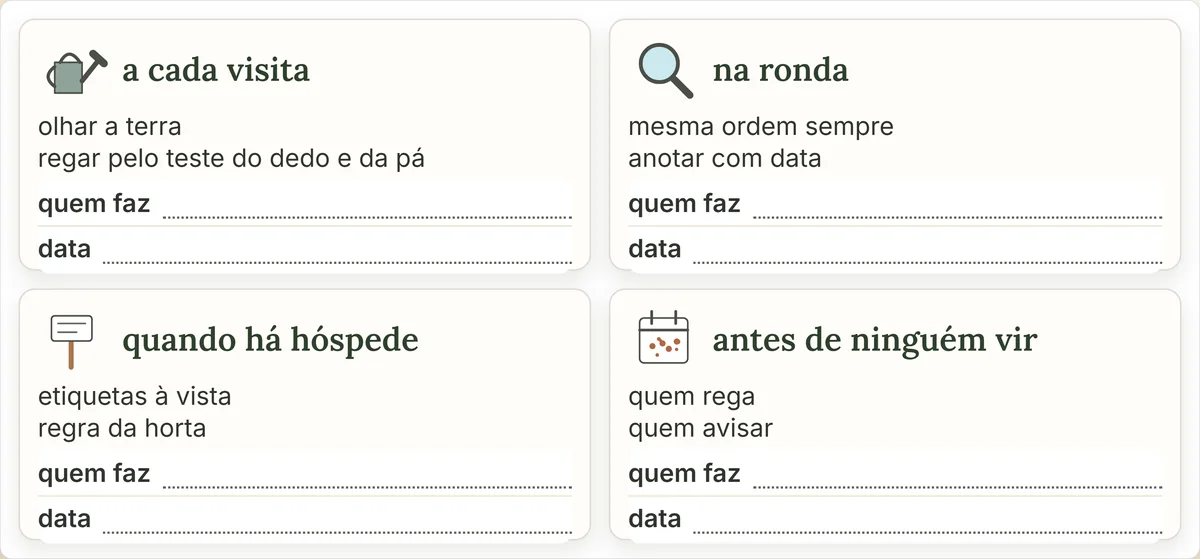 a cada visita
olhar a terra
regar pelo teste do dedo e da pá
quem faz
data
na ronda
mesma ordem sempre
anotar com data
quem faz
data
quando há hóspede
etiquetas à vista
regra da horta
quem faz
data
antes de ninguém vir
quem rega
quem avisar
quem faz
data